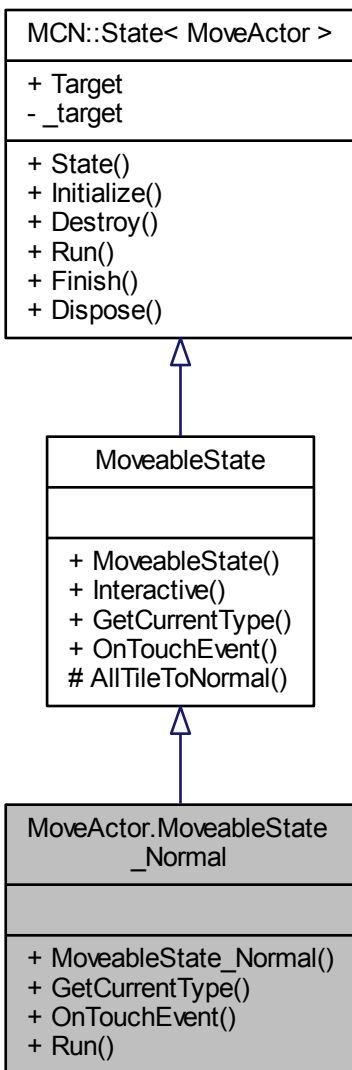 MCN::State< MoveActor >
+ Target
- _target
+ State()
+ Initialize()
+ Destroy()
+ Run()
+ Finish()
+ Dispose()
MoveableState
+ MoveableState()
+ Interactive()
+ GetCurrentType()
+ OnTouchEvent()
# AllTileToNormal()
MoveActor.MoveableState
_Normal
+ MoveableState_Normal()
+ GetCurrentType()
+ OnTouchEvent()
+ Run()